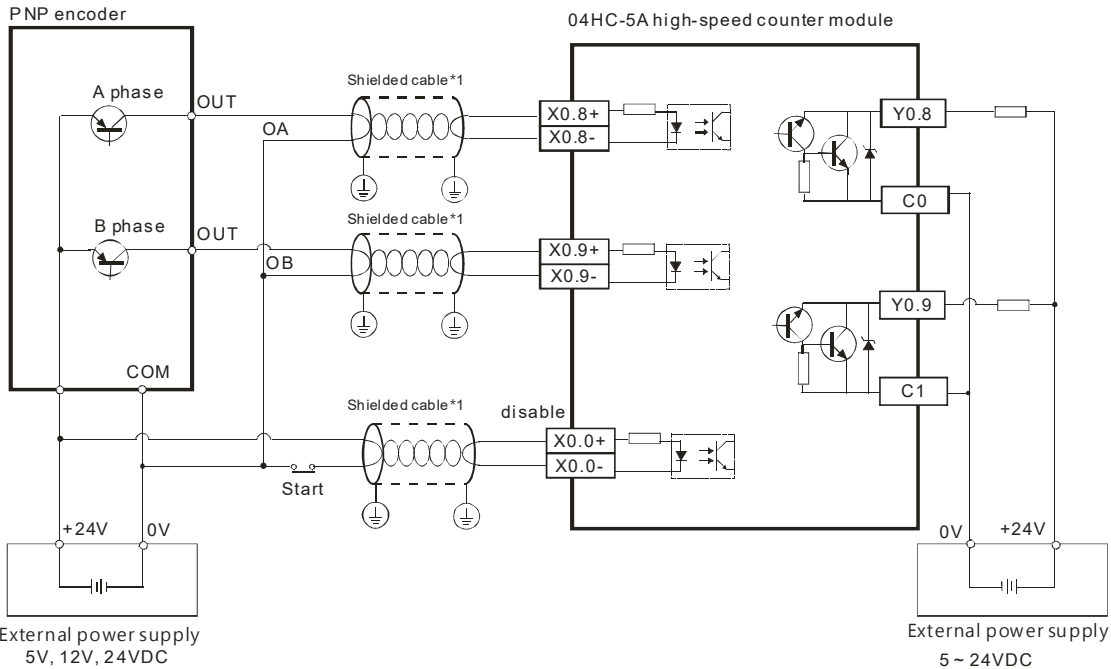 PNP encoder
04HC-5A high-speed counter module
A phase
OUT
OA
Shielded cable*1
X0.8+
X0.8-
Y0.8
C0
B phase
OUT
OB
Shielded cable*1
X0.9+
X0.9-
Y0.9
C1
COM
Shielded cable*1
disable
X0.0+
X0.0-
Start
+24V
0V
0V
+24V
External power supply
5V, 12V, 24VDC
External power supply
5 ~ 24VDC